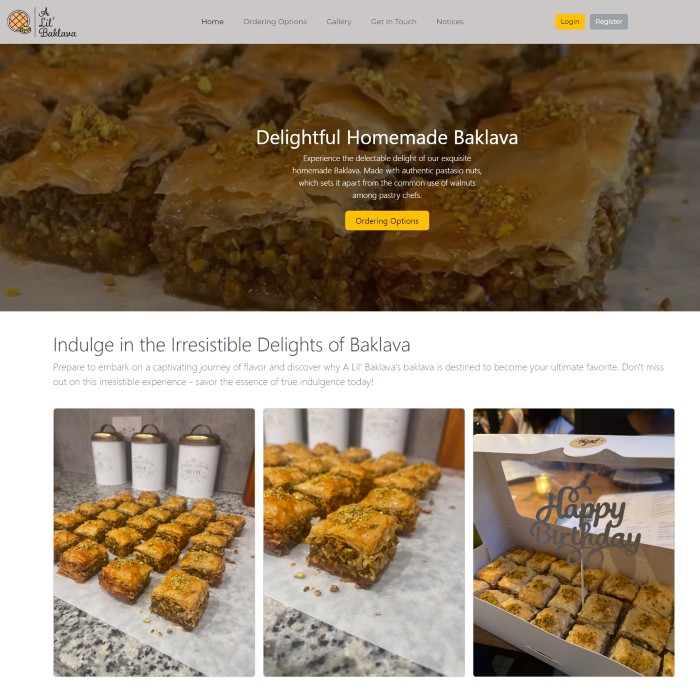 A
Lil'
Baklava
Home Ordering Options Gallery Get In Touch Notices Login Register
Delightful Homemade Baklava
Experience the delectable delight of our exquisite
homemade Baklava. Made with authentic pastasio nuts,
which sets it apart from the common use of walnuts
among pastry chefs.
Ordering Options
Indulge in the Irresistible Delights of Baklava
Prepare to embark on a captivating journey of flavor and discover why A Lil' Baklava's baklava is destined to become your ultimate favorite. Don't miss
out on this irresistible experience - savor the essence of true indulgence today!
Happy
Birthday